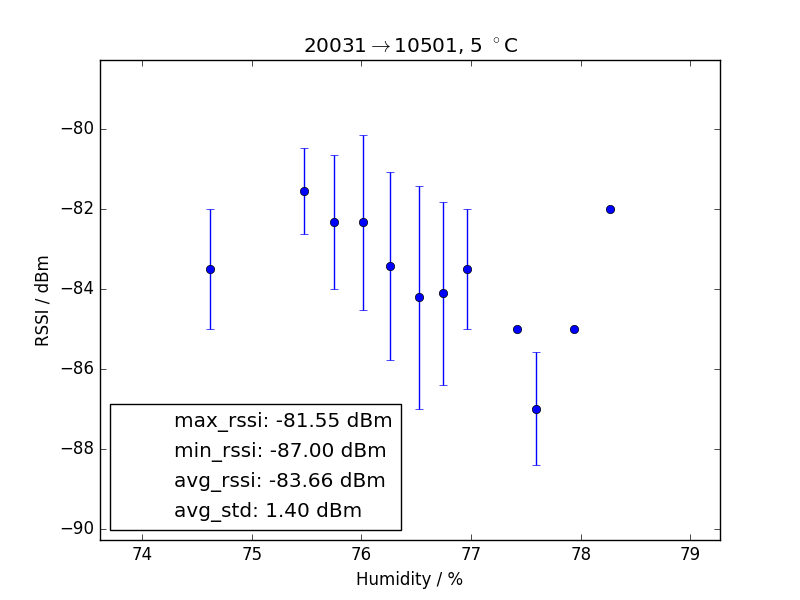 20031→10501, 5 °C
−80
−82
−84
−86
−88
−90
RSSI / dBm
max_rssi: -81.55 dBm
min_rssi: -87.00 dBm
avg_rssi: -83.66 dBm
avg_std: 1.40 dBm
74 75 76 77 78 79
Humidity / %